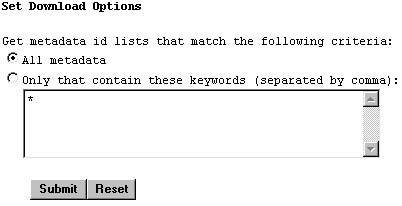 Set Download Options
Get metadata id lists that match the following criteria:
All metadata
Only that contain these keywords (separated by comma):
*
Submit Reset